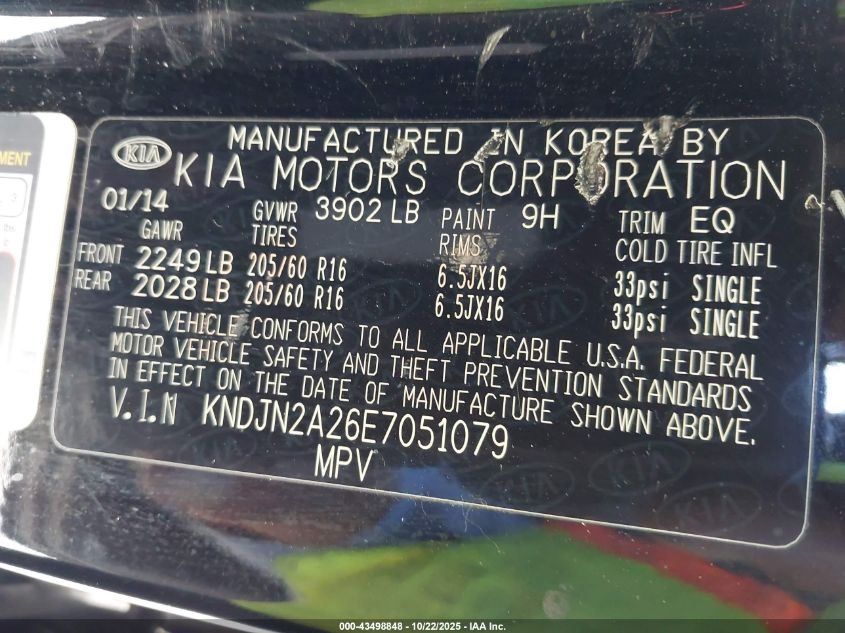 MENT
KIA
MANUFACTURED IN KOREA BY
KIA MOTORS CORPORATION
01/14 GVWR 3902 LB PAINT 9H TRIM EQ
GAWR TIRES RIMS COLD TIRE INFL
FRONT 2249 LB 205/60 R16 6.5JX16 33psi SINGLE
REAR 2028 LB 205/60 R16 6.5JX16 33psi SINGLE
THIS VEHICLE CONFORMS TO ALL APPLICABLE U.S.A. FEDERAL
MOTOR VEHICLE SAFETY AND THEFT PREVENTION STANDARDS
IN EFFECT ON THE DATE OF MANUFACTURE SHOWN ABOVE.
V.I.N KNDJN2A26E7051079
MPV
000-43498848 - 10/22/2025 - IAA Inc.